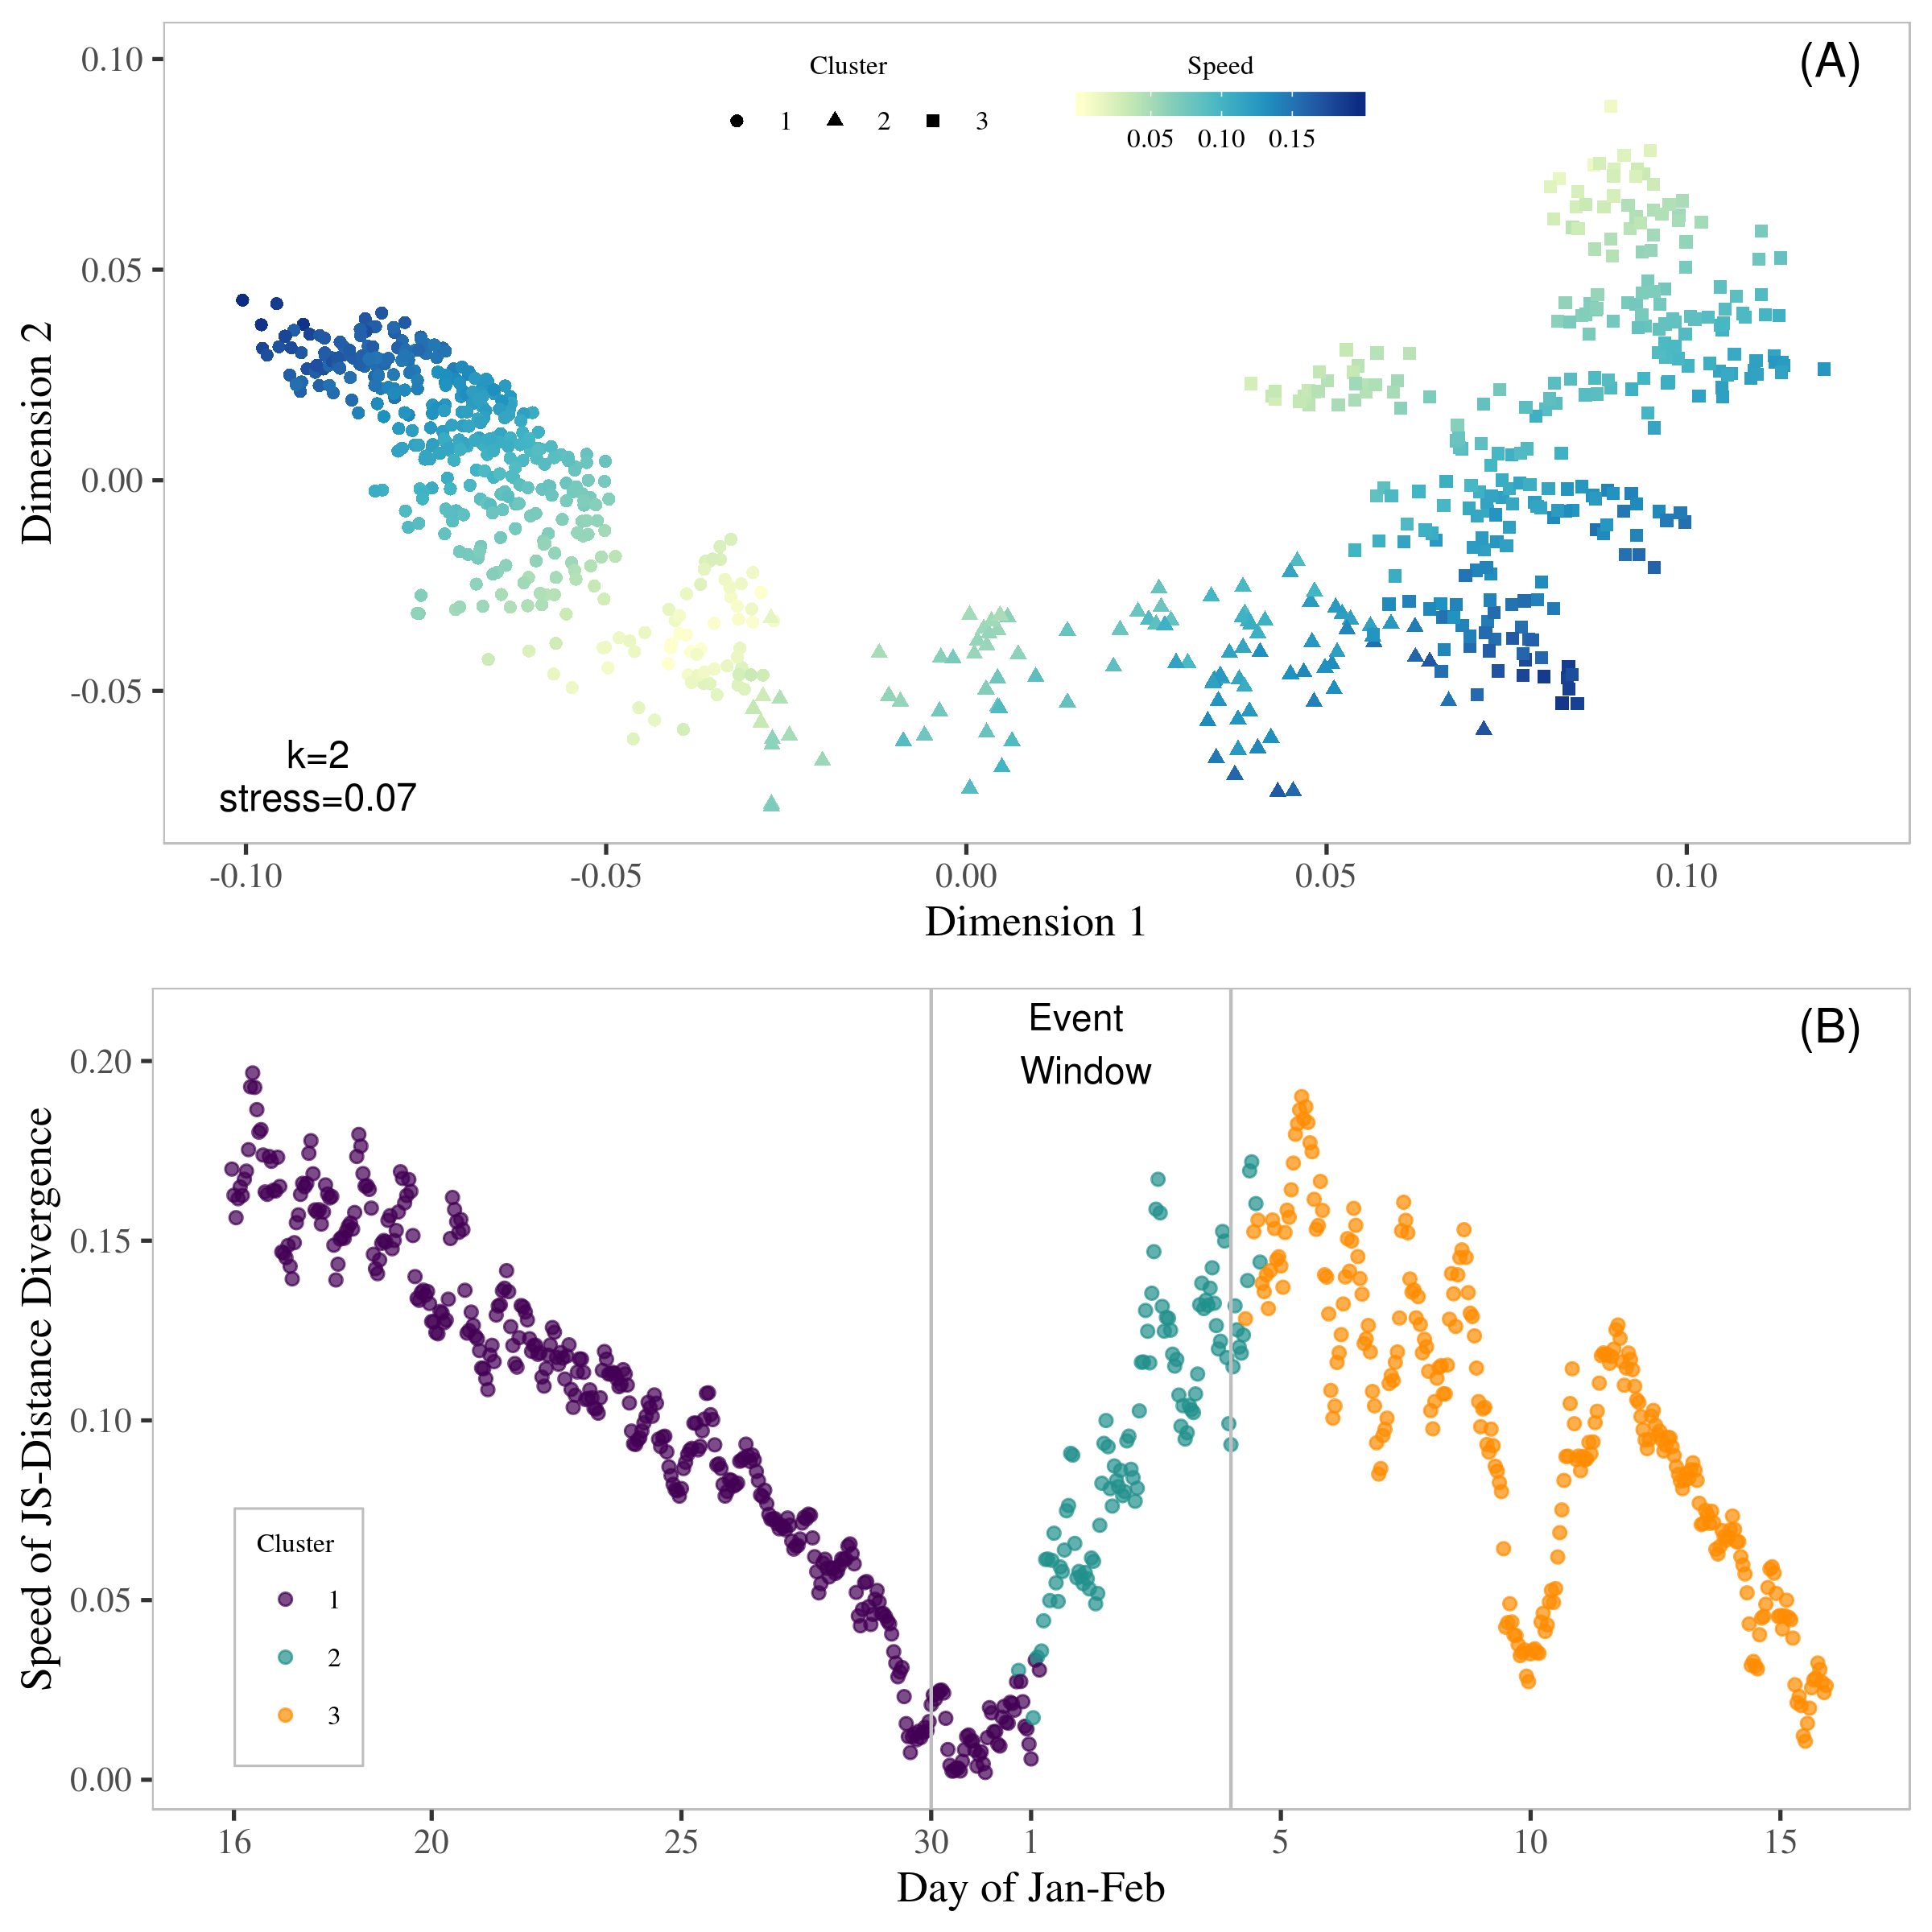 (A)
Cluster
Speed
1 2 3
0.05 0.10 0.15
0.10
0.05
0.00
-0.05
Dimension 2
k=2
stress=0.07
-0.10 -0.05 0.00 0.05 0.10
Dimension 1
(B)
Event
Window
0.20
0.15
0.10
0.05
0.00
Speed of JS-Distance Divergence
Cluster
1
2
3
16 20 25 30 1 5 10 15
Day of Jan-Feb